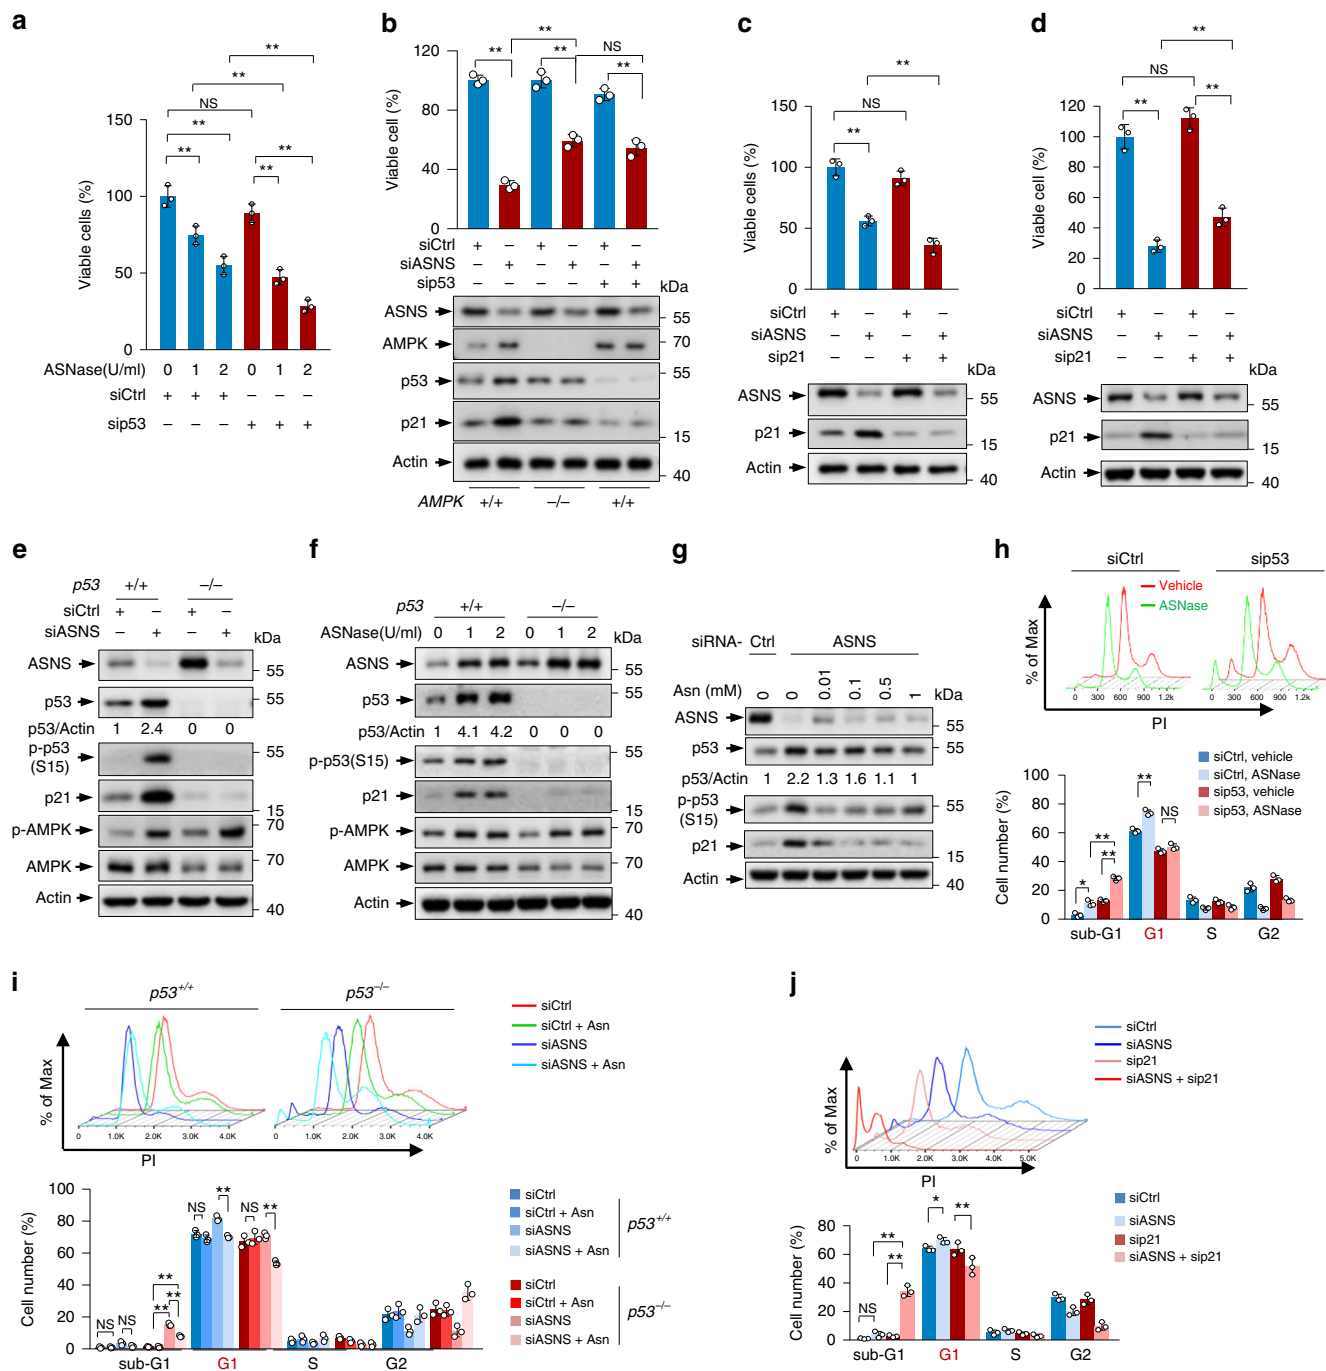 a
Viable cells (%)
150
100
50
0
**
**
**
NS
**
**
**
ASNase(U/ml) 0 1 2 0 1 2
siCtrl + + + – – –
sip53 – – – + + +
b
Viable cell (%)
120
80
40
0
**
**
**
NS
**
siCtrl + – + – + –
siASNS – + – + – +
sip53 – – – – + +
kDa
ASNS 55
AMPK 70
p53 55
p21 15
Actin 40
AMPK +/+ –/– +/+
c
Viable cell (%)
150
100
50
0
**
NS
**
siCtrl + – + –
siASNS – + – +
sip21 – – + +
kDa
ASNS 55
p21 15
Actin 40
d
Viable cell (%)
120
100
80
60
40
20
0
**
NS
**
**
siCtrl + – + –
siASNS – + – +
sip21 – – + +
kDa
ASNS 55
p21 15
Actin 40
e
p53 +/+ –/–
siCtrl + – + –
siASNS – + – +
kDa
ASNS 55
p53 55
p53/Actin 1 2.4 0 0
p-p53
(S15) 55
p21 15
p-AMPK 70
AMPK 70
Actin 40
f
p53 +/+ –/–
ASNase(U/ml) 0 1 2 0 1 2
kDa
ASNS 55
p53 55
p53/Actin 1 4.1 4.2 0 0 0
p-p53(S15) 55
p21 15
p-AMPK 70
AMPK 70
Actin 40
g
siRNA- Ctrl ASNS
Asn (mM) 0 0 0.01 0.1 0.5 1 kDa
ASNS 55
p53 55
p53/Actin 1 2.2 1.3 1.6 1.1 1
p-p53
(S15) 55
p21 15
Actin 40
h
siCtrl sip53
Vehicle
ASNase
% of Max
0 300 600 900 1.2k
0 300 600 900 1.2k
PI
siCtrl, vehicle
siCtrl, ASNase
sip53, vehicle
sip53, ASNase
Cell number (%)
100
80
60
40
20
0
*
**
**
**
NS
sub-G1 G1 S G2
i
p53+/+ p53–/–
siCtrl
siCtrl + Asn
siASNS
siASNS + Asn
% of Max
0 1.0K 2.0K 3.0K 4.0K
0 1.0K 2.0K 3.0K 4.0K
PI
Cell number (%)
100
80
60
40
20
0
NS NS ** ** **
NS ** NS **
sub-G1 G1 S G2
siCtrl
siCtrl + Asn
siASNS
siASNS + Asn
p53+/+
siCtrl
siCtrl + Asn
siASNS
siASNS + Asn
p53–/–
j
siCtrl
siASNS
sip21
siASNS + sip21
% of Max
0 1.0K 2.0K 3.0K 4.0K 5.0K
PI
Cell number (%)
80
60
40
20
0
NS
**
**
*
**
sub-G1 G1 S G2
siCtrl
siASNS
sip21
siASNS + sip21